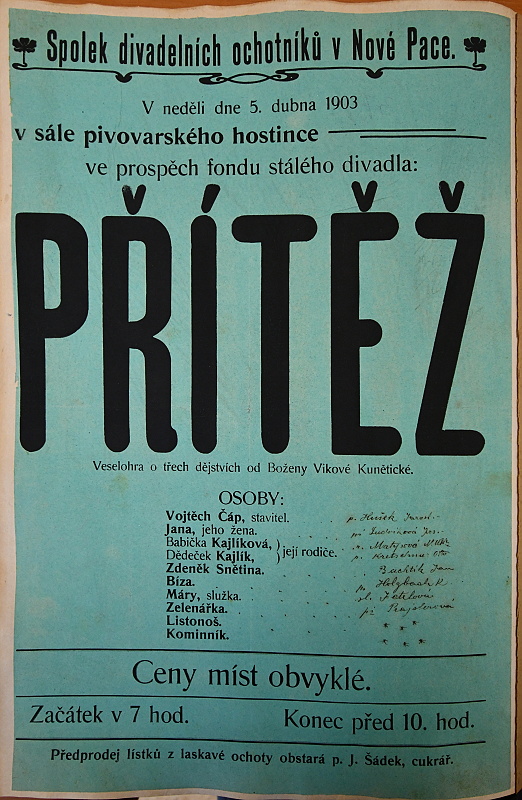 Spolek divadelních ochotníků v Nové Pace.
V neděli dne 5. dubna 1903
v sále pivovarského hostince
ve prospěch fondu stálého divadla:
PŘÍTĚŽ
Veselohra o třech dějstvích od Boženy Vikové Kunětické.
OSOBY:
Vojtěch Čáp, stavitel. p. Hušek
Jana, jeho žena.
Babička Kajlíková,
Dědeček Kajlík, } její rodiče.
Zdeněk Snětina.
Bíza. p.
Máry, služka. sl.
Zelenářka. pí
Listonoš.
Kominník.
Ceny míst obvyklé.
Začátek v 7 hod. Konec před 10. hod.
Předprodej lístků z laskavé ochoty obstará p. J. Šádek, cukrář.